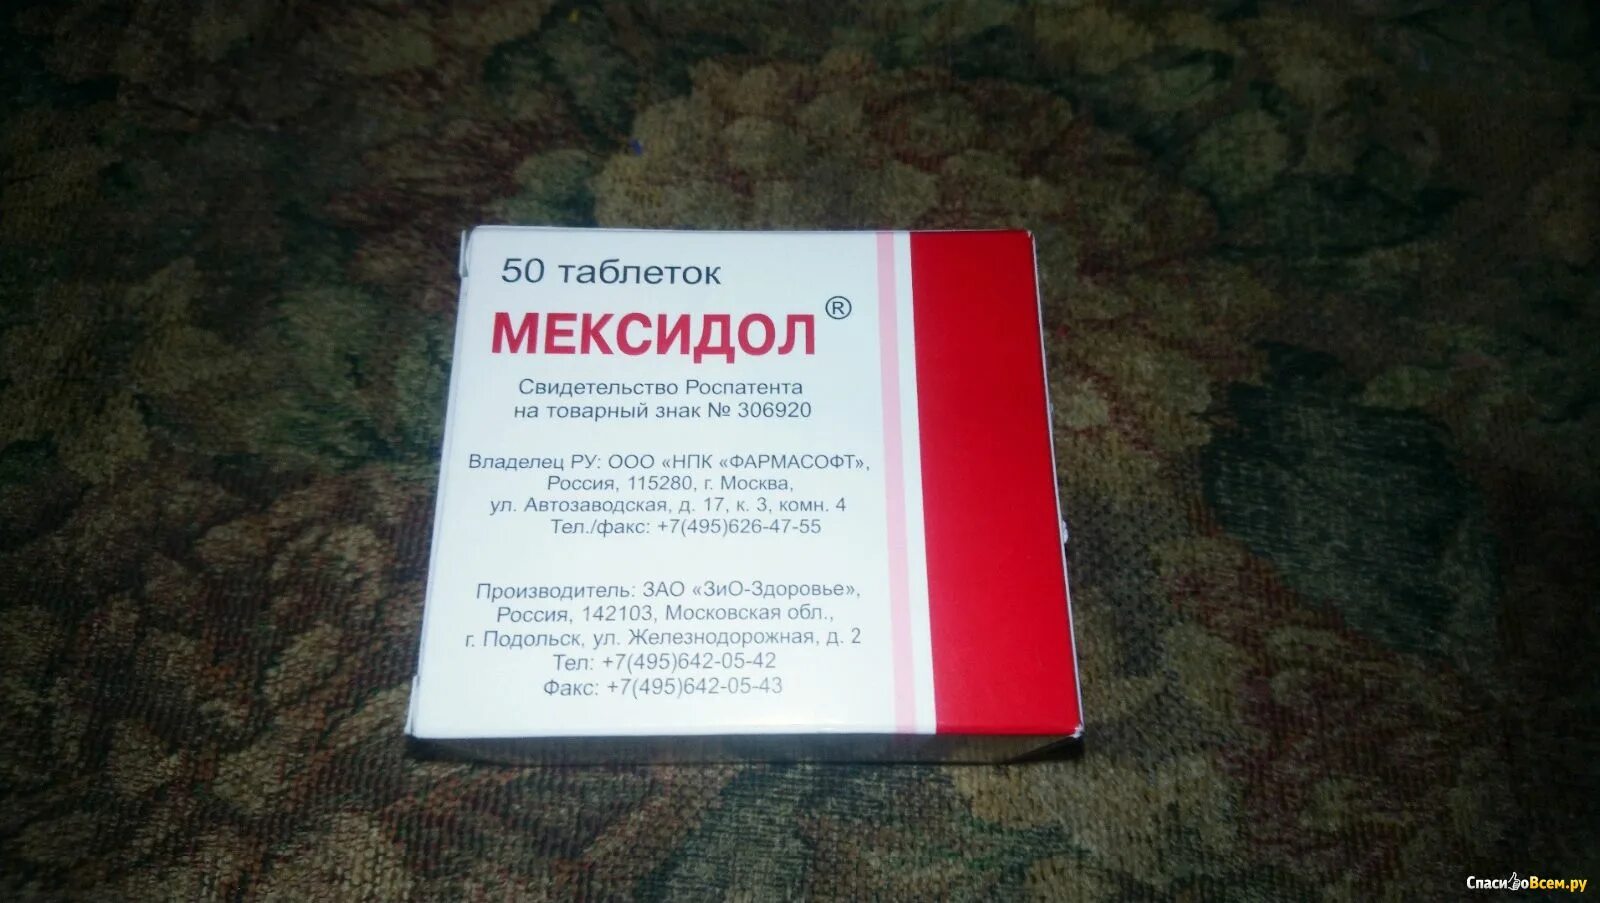 50 таблеток
МЕКСИДОЛ ®
Свидетельство Роспатента
на товарный знак № 306920
Владелец РУ: ООО «НПК «ФАРМАСОФТ»,
Россия, 115280, г. Москва,
ул. Автозаводская, д. 17, к. 3, комн. 4
Тел./факс: +7(495)626-47-55
Производитель: ЗАО «ЗиО-Здоровье»,
Россия, 142103, Московская обл.,
г. Подольск, ул. Железнодорожная, д. 2
Тел: +7(495)642-05-42
Факс: +7(495)642-05-43
СпасибоВсем.ру